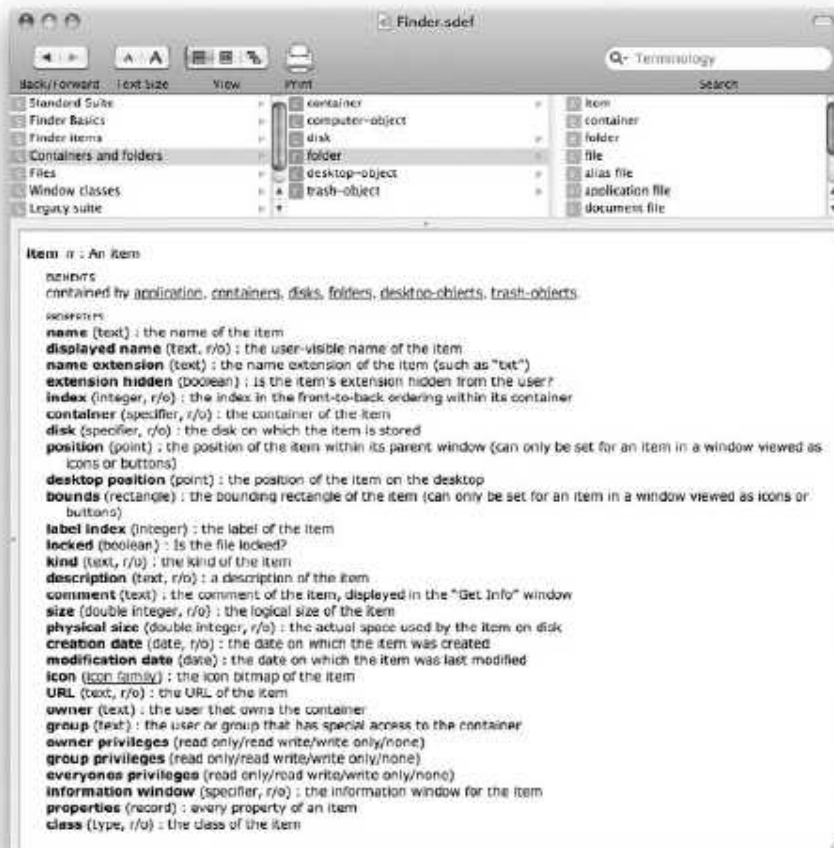 Finder.sdef
Terminology
Back/Forward Text Size View Print Search
Standard Suite
Finder Basics
Finder items
Containers and folders
Files
Window classes
Legacy suite
container
computer-object
disk
folder
desktop-object
trash-object
item
container
folder
file
alias file
application file
document file
item n : An item
ELEMENTS
contained by application, containers, disks, folders, desktop-objects, trash-objects.
PROPERTIES
name (text) : the name of the item
displayed name (text, r/o) : the user-visible name of the item
name extension (text) : the name extension of the item (such as "txt")
extension hidden (boolean) : Is the item's extension hidden from the user?
index (integer, r/o) : the index in the front-to-back ordering within its container
container (specifier, r/o) : the container of the item
disk (specifier, r/o) : the disk on which the item is stored
position (point) : the position of the item within its parent window (can only be set for an item in a window viewed as
icons or buttons)
desktop position (point) : the position of the item on the desktop
bounds (rectangle) : the bounding rectangle of the item (can only be set for an item in a window viewed as icons or
buttons)
label index (integer) : the label of the item
locked (boolean) : Is the file locked?
kind (text, r/o) : the kind of the item
description (text, r/o) : a description of the item
comment (text) : the comment of the item, displayed in the "Get Info" window
size (double integer, r/o) : the logical size of the item
physical size (double integer, r/o) : the actual space used by the item on disk
creation date (date, r/o) : the date on which the item was created
modification date (date) : the date on which the item was last modified
icon (icon family) : the icon bitmap of the item
URL (text, r/o) : the URL of the item
owner (text) : the user that owns the container
group (text) : the user or group that has special access to the container
owner privileges (read only/read write/write only/none)
group privileges (read only/read write/write only/none)
everyones privileges (read only/read write/write only/none)
information window (specifier, r/o) : the information window for the item
properties (record) : every property of an item
class (type, r/o) : the class of the item